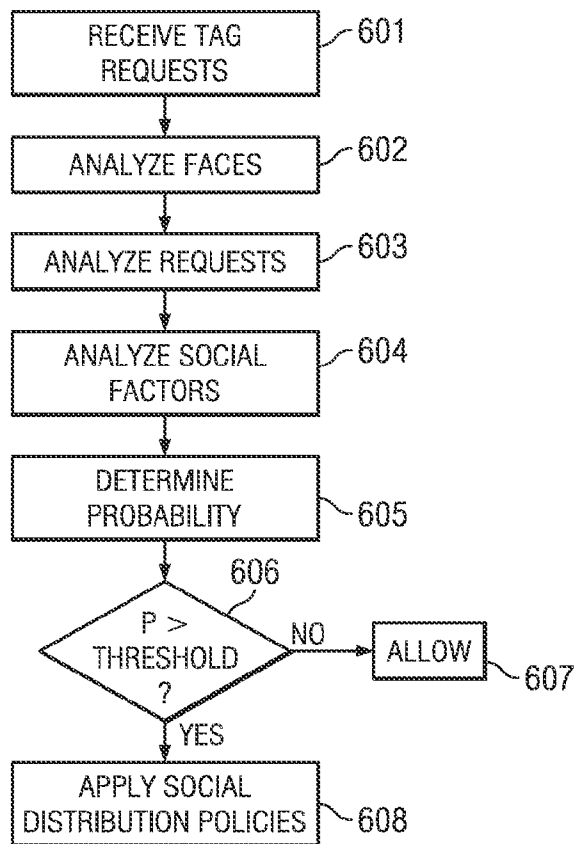 RECEIVE TAG
REQUESTS
601
ANALYZE FACES
602
ANALYZE REQUESTS
603
ANALYZE SOCIAL
FACTORS
604
DETERMINE
PROBABILITY
605
606
P >
THRESHOLD
?
NO
ALLOW
607
YES
APPLY SOCIAL
DISTRIBUTION POLICIES
608